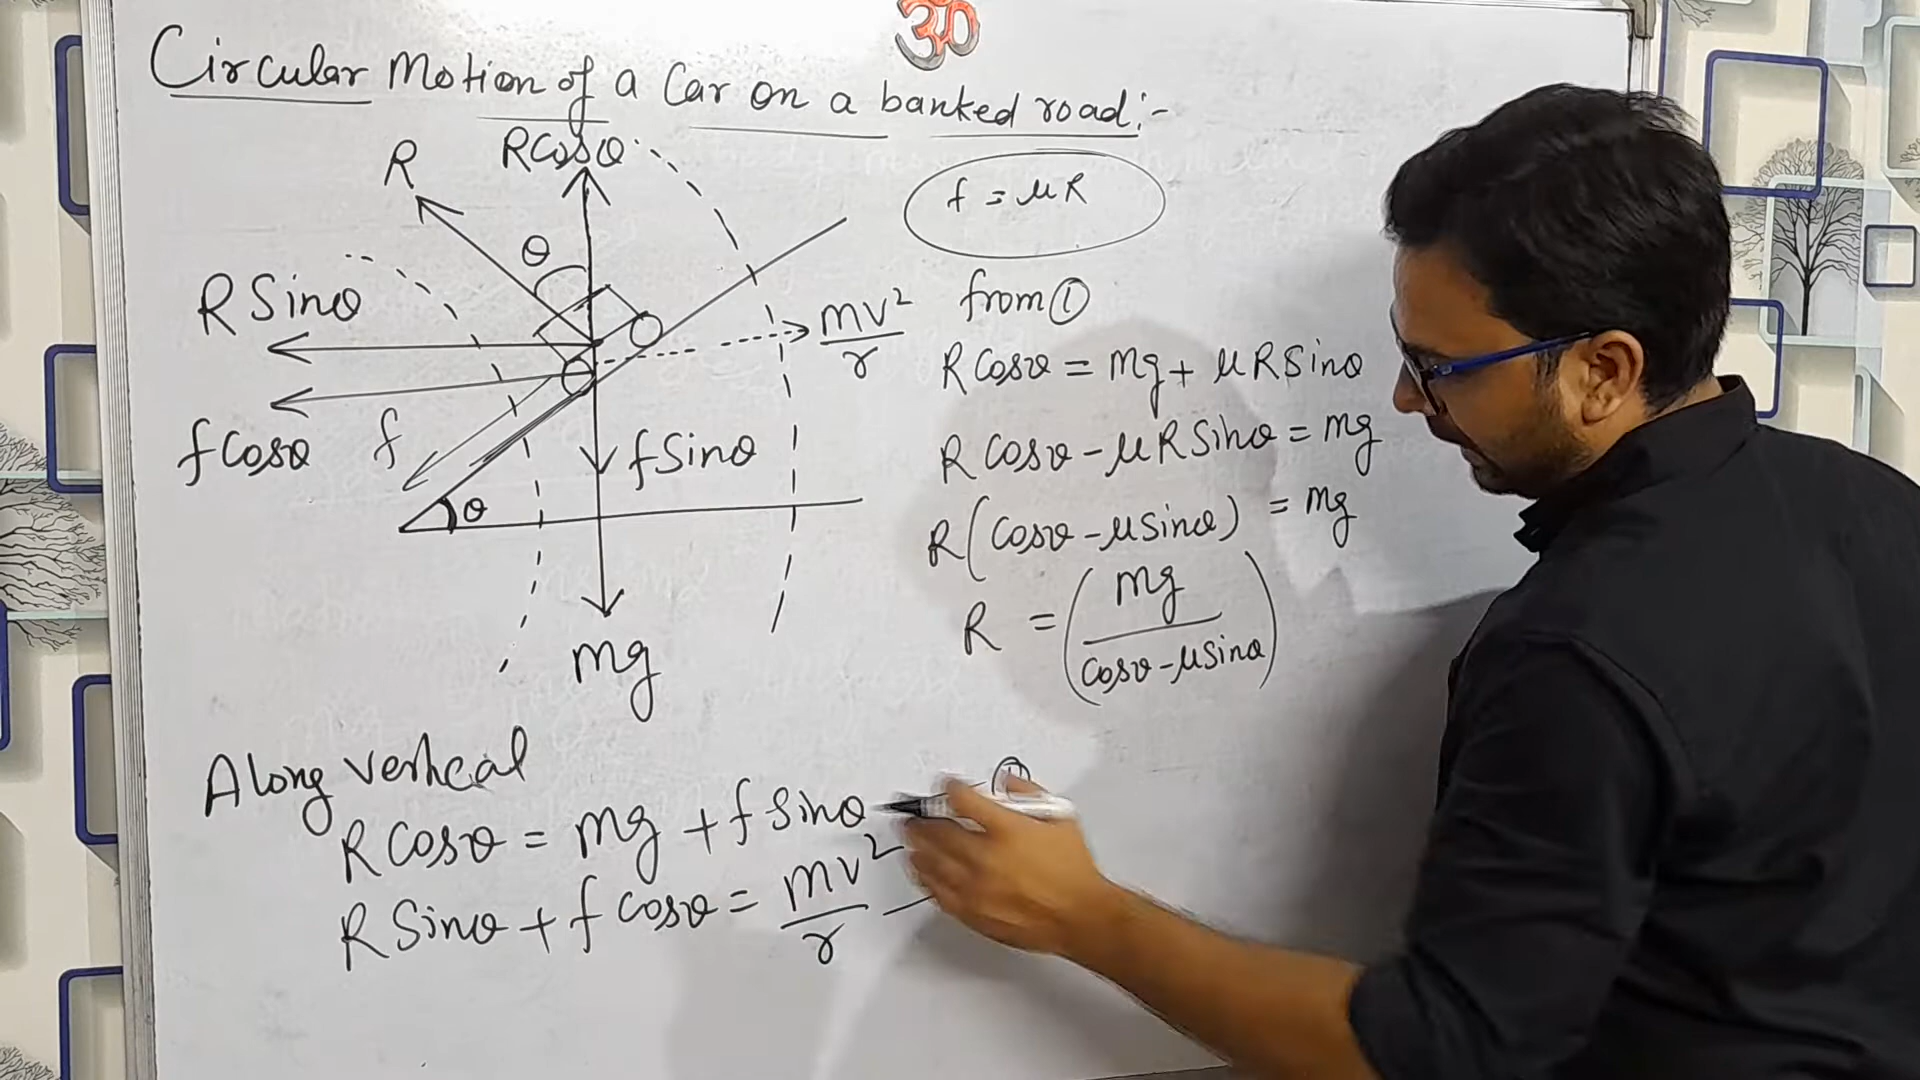 ॐ
Circular Motion of a Car on a banked road:-
R
Rcosθ
θ
RSinθ
fcosθ
f
fSinθ
θ
mg
mv²/r
f = μR
from ①
Rcosθ = mg + μRSinθ
Rcosθ - μRSinθ = mg
R(cosθ - μSinθ) = mg
R = (mg/cosθ - μSinθ)
Along vertical
Rcosθ = mg + fSinθ
RSinθ + fcosθ = mv²/r